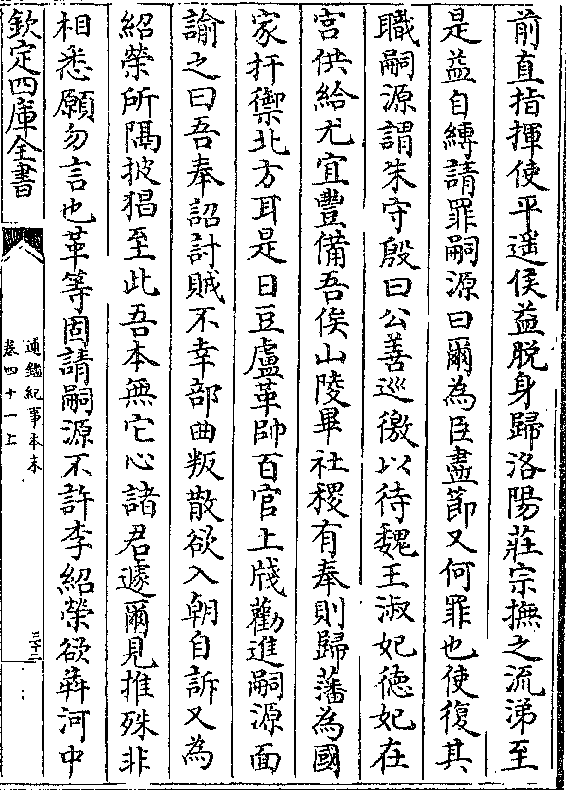 前直指揮使平遥侯益脱身歸洛陽莊宗撫之流涕至
是益自縛請罪嗣源曰爾為臣盡節又何罪也使復其
職嗣源謂朱守殷曰公善巡徼以待魏王淑妃徳妃在
宮供給尤宜豐備吾俟山陵畢社稷有奉則歸藩為國
家扞禦北方耳是日豆盧革帥百官上牋勸進嗣源面
諭之曰吾奉詔討賊不幸部曲叛散欲入朝自訴又為
紹榮所隔披猖至此吾本無它心諸君遽爾見推殊非
相悉願勿言也革等固請嗣源不許李紹榮欲犇河中
欽定四庫全書
通鑑紀事本末
卷四十一上
三十二